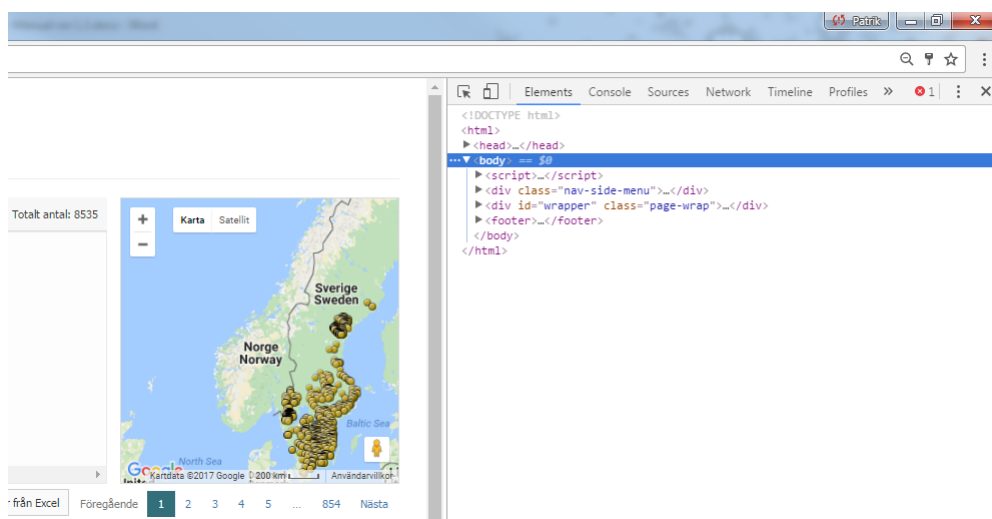 Patrik
Elements Console Sources Network Timeline Profiles » 1
<!DOCTYPE html>
<html>
▶<head>…</head>
···▼<body> == $0
▶<script>…</script>
▶<div class="nav-side-menu">…</div>
▶<div id="wrapper" class="page-wrap">…</div>
▶<footer>…</footer>
</body>
</html>
Totalt antal: 8535
+
−
Karta Satellit
Sverige
Sweden
Norge
Norway
Baltic Sea
North Sea
Google
Kartdata ©2017 Google 200 km Användarvillkor
från Excel Föregående 1 2 3 4 5 … 854 Nästa